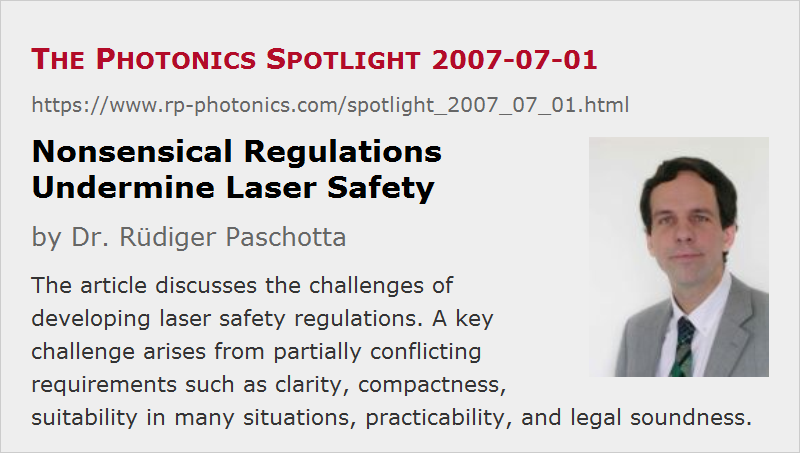 THE PHOTONICS SPOTLIGHT 2007-07-01
https://www.rp-photonics.com/spotlight_2007_07_01.html
Nonsensical Regulations
Undermine Laser Safety
by Dr. Rüdiger Paschotta
The article discusses the challenges of
developing laser safety regulations. A key
challenge arises from partially conflicting
requirements such as clarity, compactness,
suitability in many situations, practicability, and legal soundness.